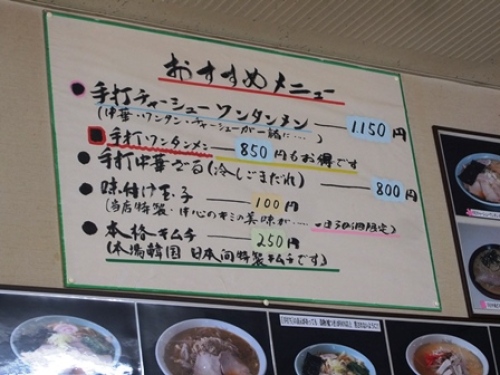 おすすめメニュー
手打チャーシューワンタンメン 1.150円
(中華・ワンタン・チャーシューが一緒に…)
手打ワンタンメン 850円もお得です
手打中華ざる(冷しごまだれ) 800円
味付け玉子 100円
(当店特製・中心のキミの美味が…
本格キムチ 250円
(本場韓国 日本向特製キムチです)